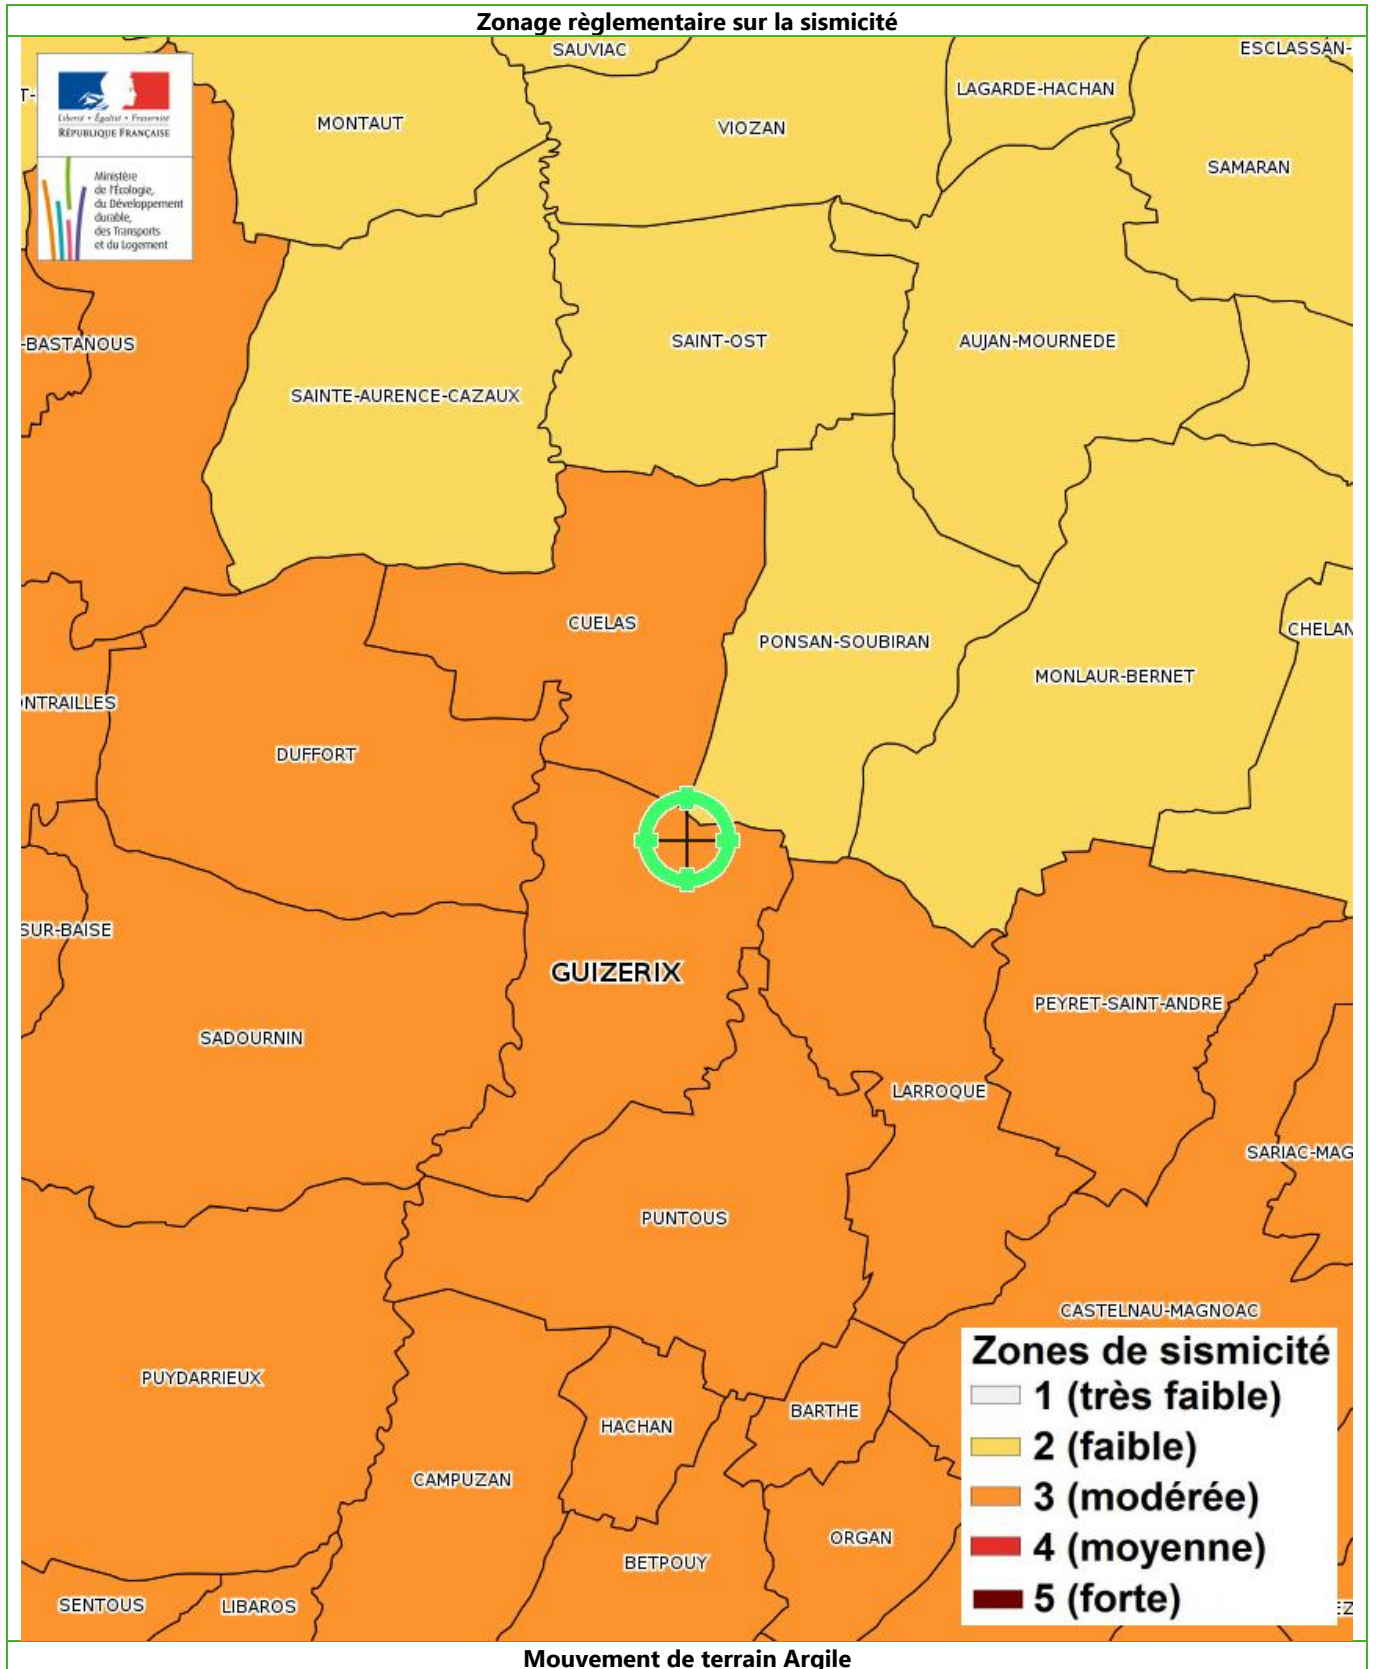 Zonage règlementaire sur la sismicité
SAUVIAC
ESCLASSAN-
T-
LAGARDE-HACHAN
MONTAUT
VIOZAN
SAMARAN
Liberté • Égalité • Fraternité
RÉPUBLIQUE FRANÇAISE
Ministère
de l'Écologie,
du Développement
durable,
des Transports
et du Logement
-BASTANOUS
SAINT-OST
AUJAN-MOURNEDE
SAINTE-AURENCE-CAZAUX
CUELAS
PONSAN-SOUBIRAN
CHELAN
MONLAUR-BERNET
ONTRAILLES
DUFFORT
SUR-BAISE
GUIZERIX
PEYRET-SAINT-ANDRE
SADOURNIN
LARROQUE
SARIAC-MAG
PUNTOUS
CASTELNAU-MAGNOAC
PUYDARRIEUX
BARTHE
HACHAN
CAMPUZAN
ORGAN
BETPOUY
SENTOUS
LIBAROS
EZ
Zones de sismicité
1 (très faible)
2 (faible)
3 (modérée)
4 (moyenne)
5 (forte)
Mouvement de terrain Argile